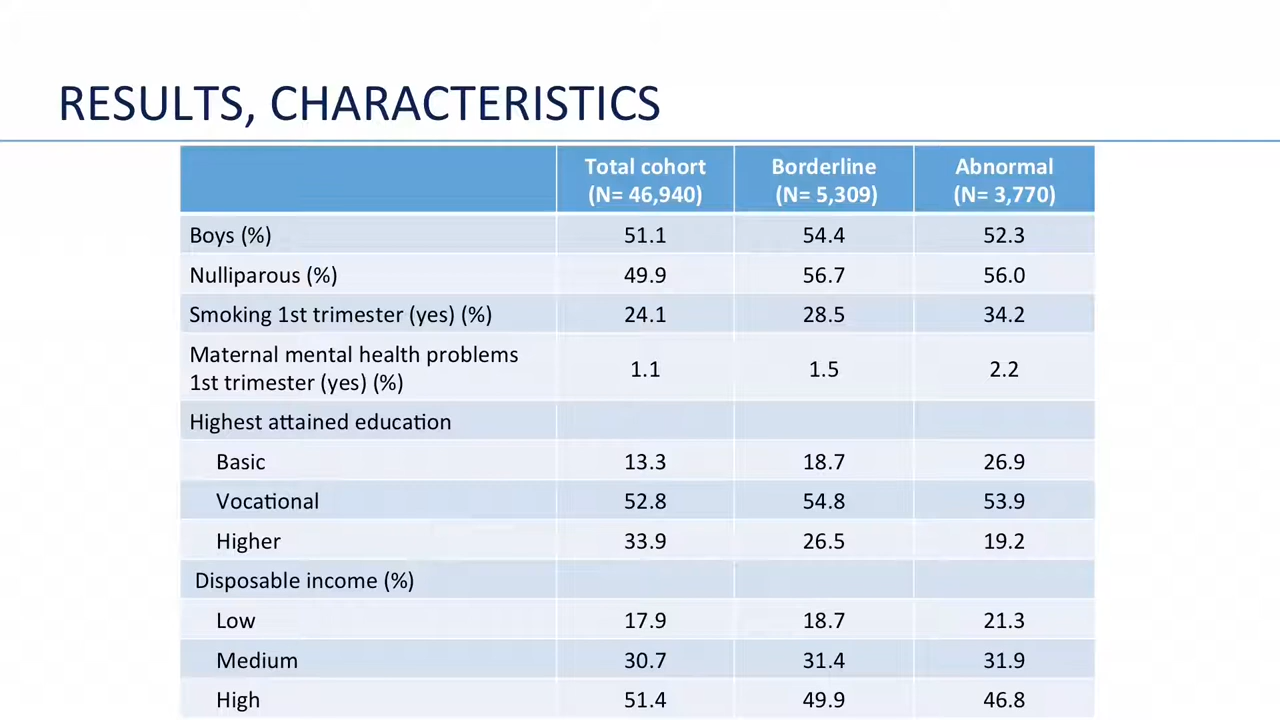 RESULTS, CHARACTERISTICS
Total cohort Borderline Abnormal
(N= 46,940) (N= 5,309) (N= 3,770)
Boys (%) 51.1 54.4 52.3
Nulliparous (%) 49.9 56.7 56.0
Smoking 1st trimester (yes) (%) 24.1 28.5 34.2
Maternal mental health problems
1st trimester (yes) (%) 1.1 1.5 2.2
Highest attained education
Basic 13.3 18.7 26.9
Vocational 52.8 54.8 53.9
Higher 33.9 26.5 19.2
Disposable income (%)
Low 17.9 18.7 21.3
Medium 30.7 31.4 31.9
High 51.4 49.9 46.8